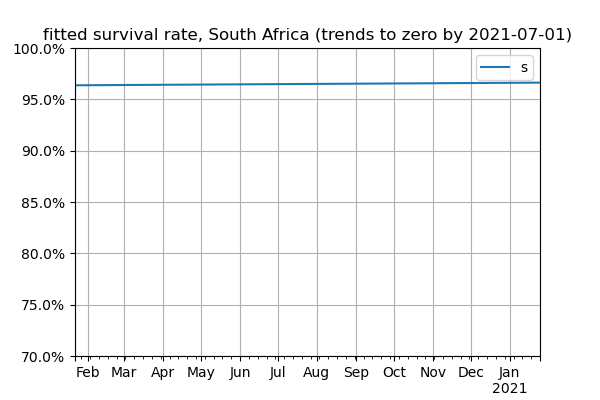 fitted survival rate, South Africa (trends to zero by 2021-07-01)
100.0%
s
95.0%
90.0%
85.0%
80.0%
75.0%
70.0%
Feb Mar Apr May Jun Jul Aug Sep Oct Nov Dec Jan
2021